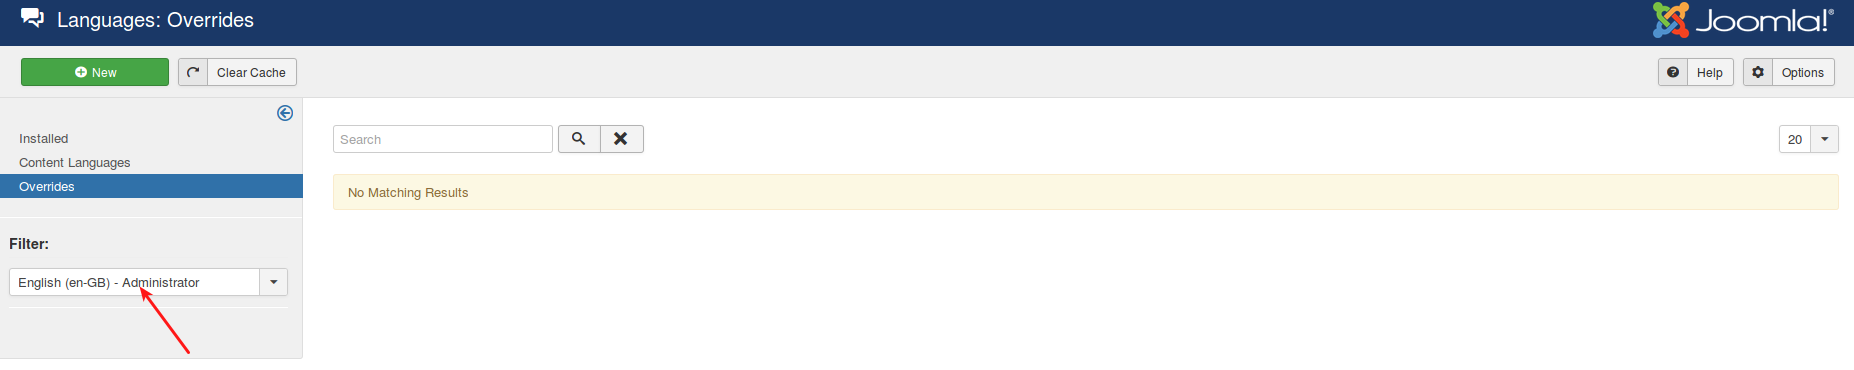 Languages: Overrides
Joomla!®
New
Clear Cache
Help
Options
Installed
Content Languages
Overrides
Filter:
English (en-GB) - Administrator
Search
20
No Matching Results